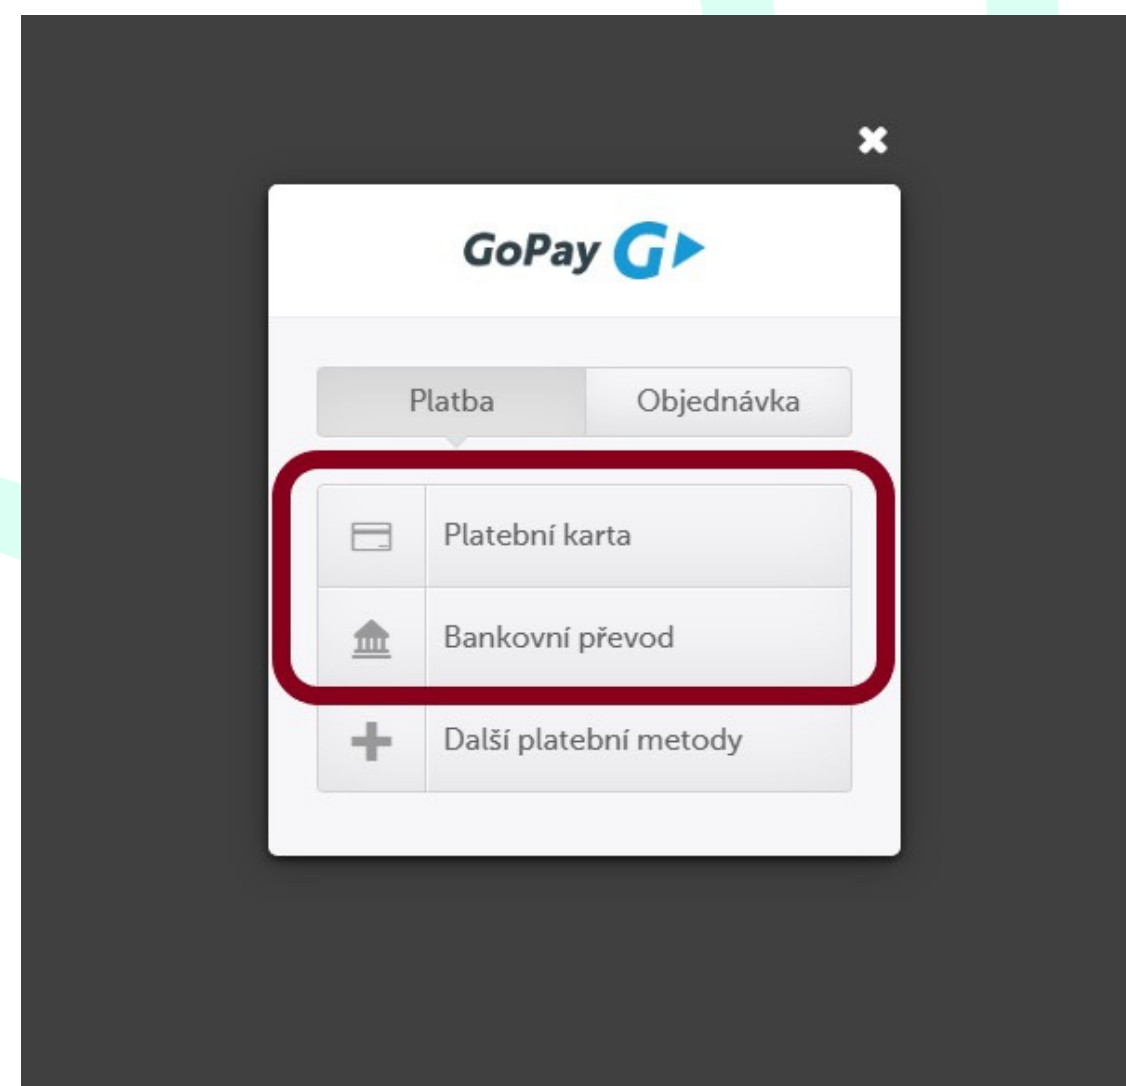 GoPay
Platba
Objednávka
Platební karta
Bankovní převod
Další platební metody